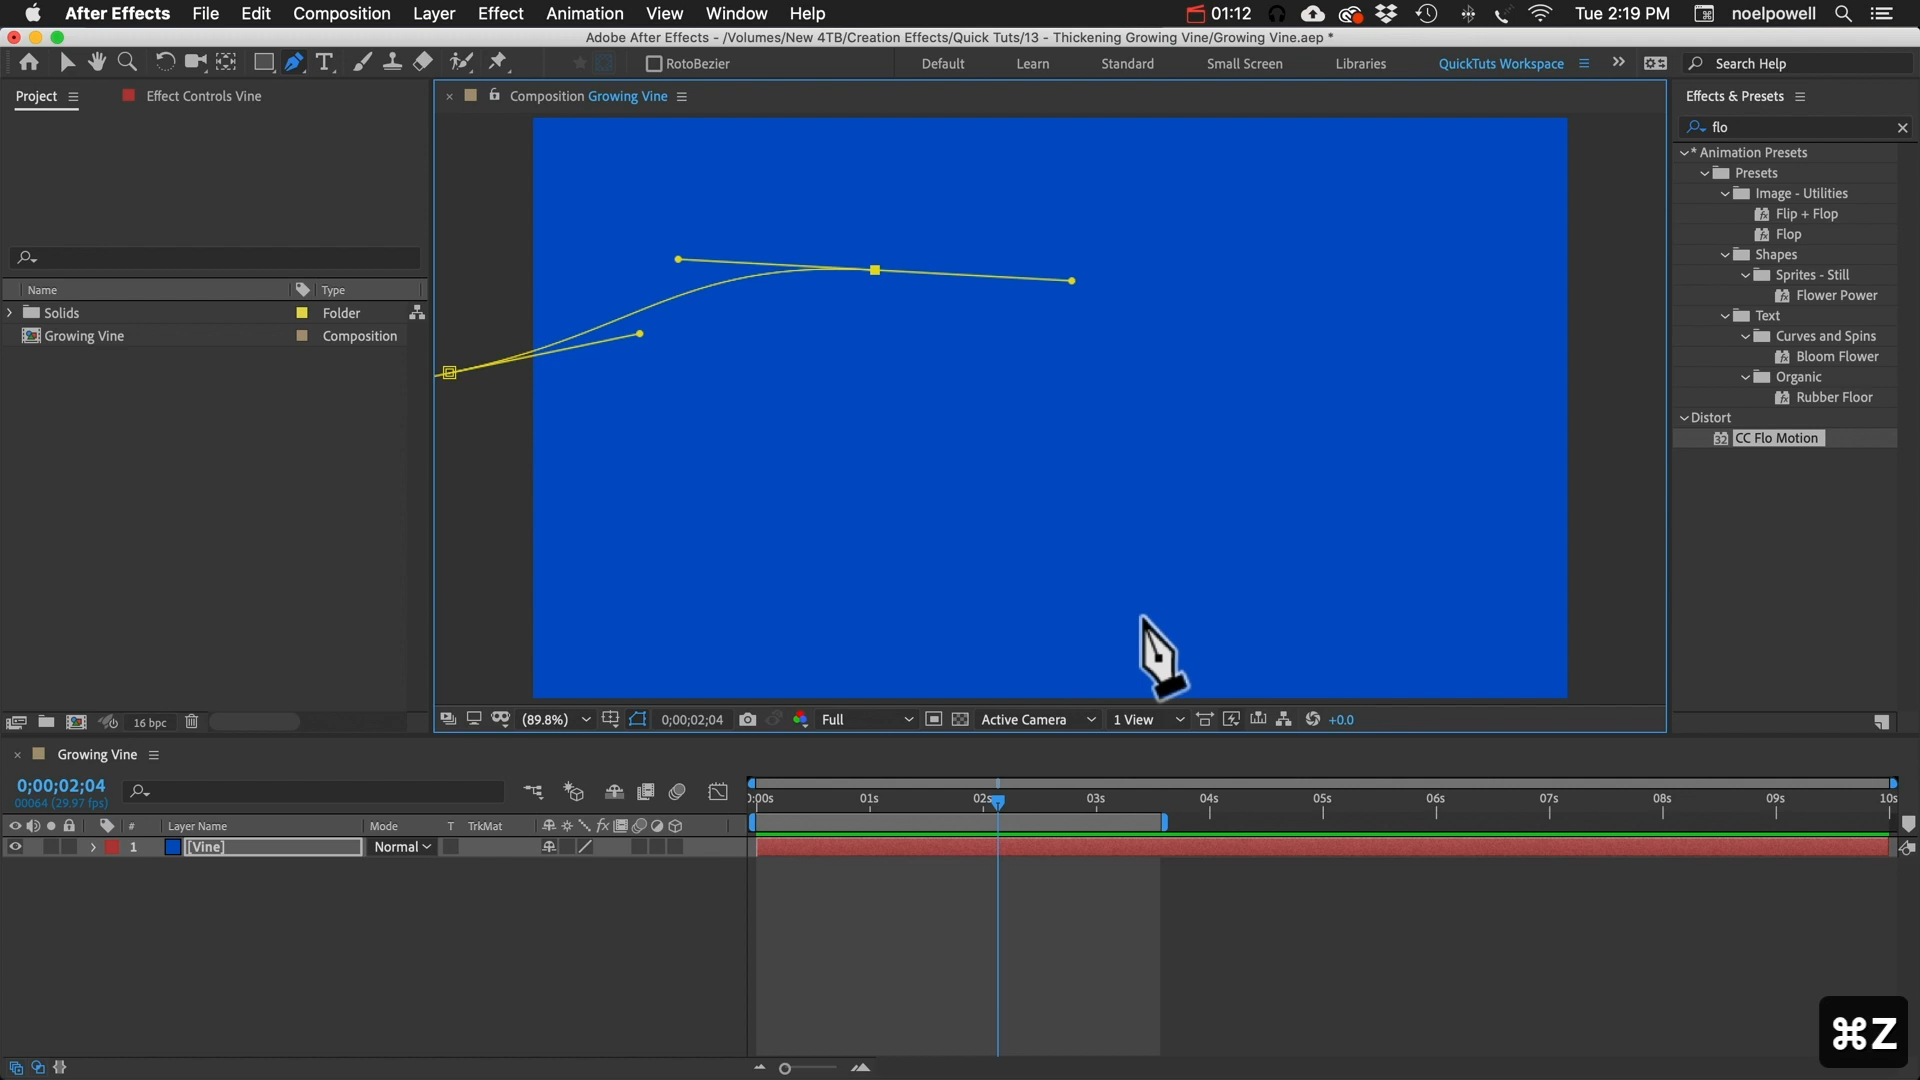 After Effects File Edit Composition Layer Effect Animation View Window Help 01:12 Tue 2:19 PM noelpowell
Adobe After Effects - /Volumes/New 4TB/Creation Effects/Quick Tuts/13 - Thickening Growing Vine/Growing Vine.aep *
RotoBezier Default Learn Standard Small Screen Libraries QuickTuts Workspace Search Help
Project Effect Controls Vine
Composition Growing Vine
Effects & Presets
flo
* Animation Presets
Presets
Image - Utilities
Flip + Flop
Flop
Shapes
Sprites - Still
Flower Power
Text
Curves and Spins
Bloom Flower
Organic
Rubber Floor
Distort
CC Flo Motion
Name Type
Solids Folder
Growing Vine Composition
16 bpc
(89.8%) 0;00;02;04 Full Active Camera 1 View +0.0
Growing Vine
0;00;02;04
00064 (29.97 fps)
):00s 01s 02s 03s 04s 05s 06s 07s 08s 09s 10s
# Layer Name Mode T TrkMat
1 [Vine] Normal
⌘Z